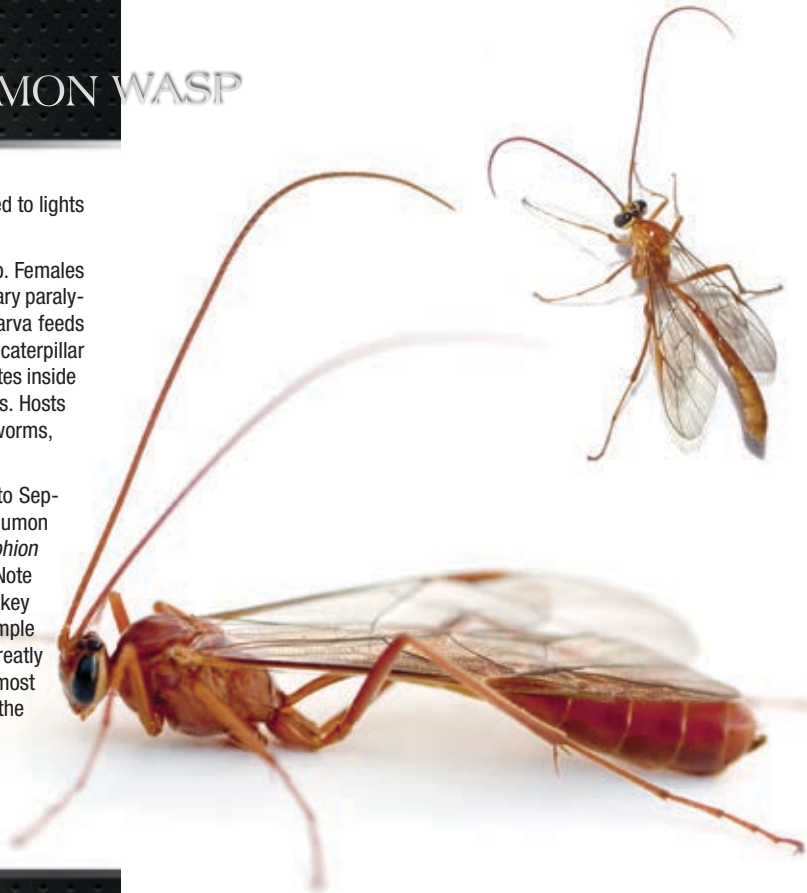 MON WASP
ed to lights
o. Females
ary paraly-
arva feeds
caterpillar
tes inside
s. Hosts
worms,
to Sep-
umon
phion
Note
key
mple
reatly
most
the